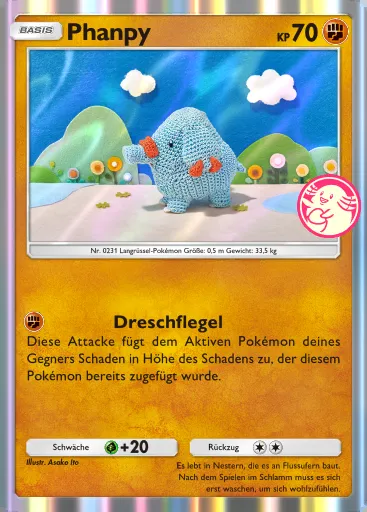 BASIS Phanpy KP 70
Nr. 0231 Langrüssel-Pokémon Größe: 0,5 m Gewicht: 33,5 kg
Dreschflegel
Diese Attacke fügt dem Aktiven Pokémon deines
Gegners Schaden in Höhe des Schadens zu, der diesem
Pokémon bereits zugefügt wurde.
Schwäche +20 Rückzug
Illustr. Asako Ito
Es lebt in Nestern, die es an Flussufern baut.
Nach dem Spielen im Schlamm muss es sich
erst waschen, um sich wohlzufühlen.